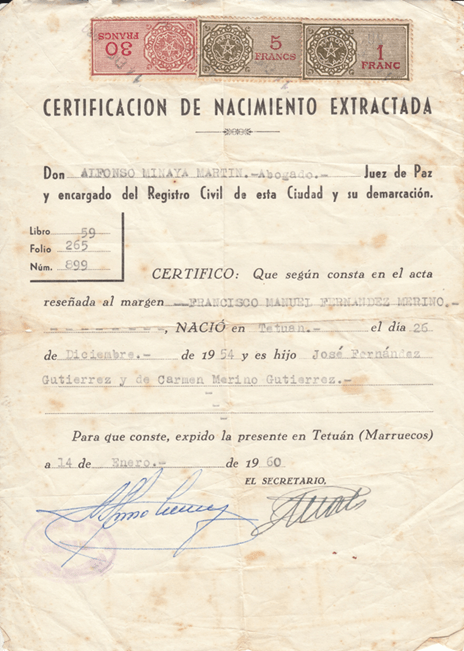 30
FRANCS
5
FRANCS
1
FRANC
CERTIFICACION DE NACIMIENTO EXTRACTADA
Don ALFONSO MINAYA MARTIN.-Abogado.- Juez de Paz
y encargado del Registro Civil de esta Ciudad y su demarcación.
Libro 59
Folio 265
Núm. 899
CERTIFICO: Que según consta en el acta
reseñada al margen --FRANCISCO MANUEL FERNANDEZ MERINO.-
- - - - - - - - -, NACIÓ en Tetuan.- el día 26
de Diciembre.- de 1954 y es hijo José Fernández
Gutierrez y de Carmen Merino Gutierrez.-
Para que conste, expido la presente en Tetuán (Marruecos)
a 14 de Enero.- de 1960
EL SECRETARIO,